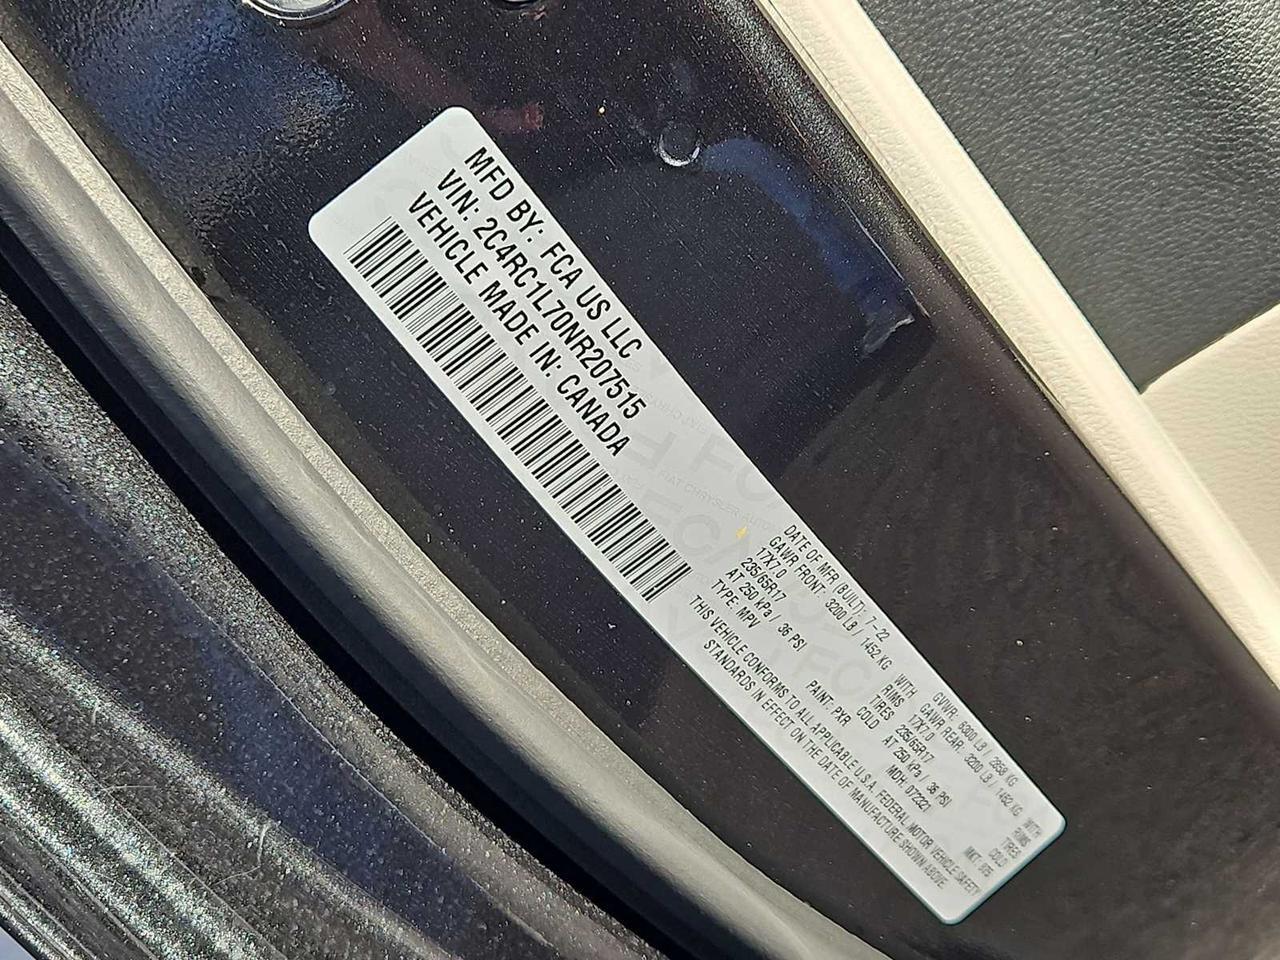 MFD BY: FCA US LLC
VIN: 2C4RC1L70NR207515
VEHICLE MADE IN: CANADA
DATE OF MFR (BUILT): 7-22 GVWR: 6300 LB / 2858 KG
GAWR FRONT: 3200 LB / 1452 KG WITH GAWR REAR: 3200 LB / 1452 KG WITH
17X7.0 RIMS 17X7.0 RIMS
235/65R17 TIRES 235/65R17 TIRES
AT 250 KPa / 36 PSI COLD AT 250 KPa / 36 PSI COLD
TYPE: MPV PAINT: PXR MDH: 072221 MKT:
THIS VEHICLE CONFORMS TO ALL APPLICABLE U.S.A. FEDERAL MOTOR VEHICLE SAFETY
STANDARDS IN EFFECT ON THE DATE OF MANUFACTURE SHOWN ABOVE.